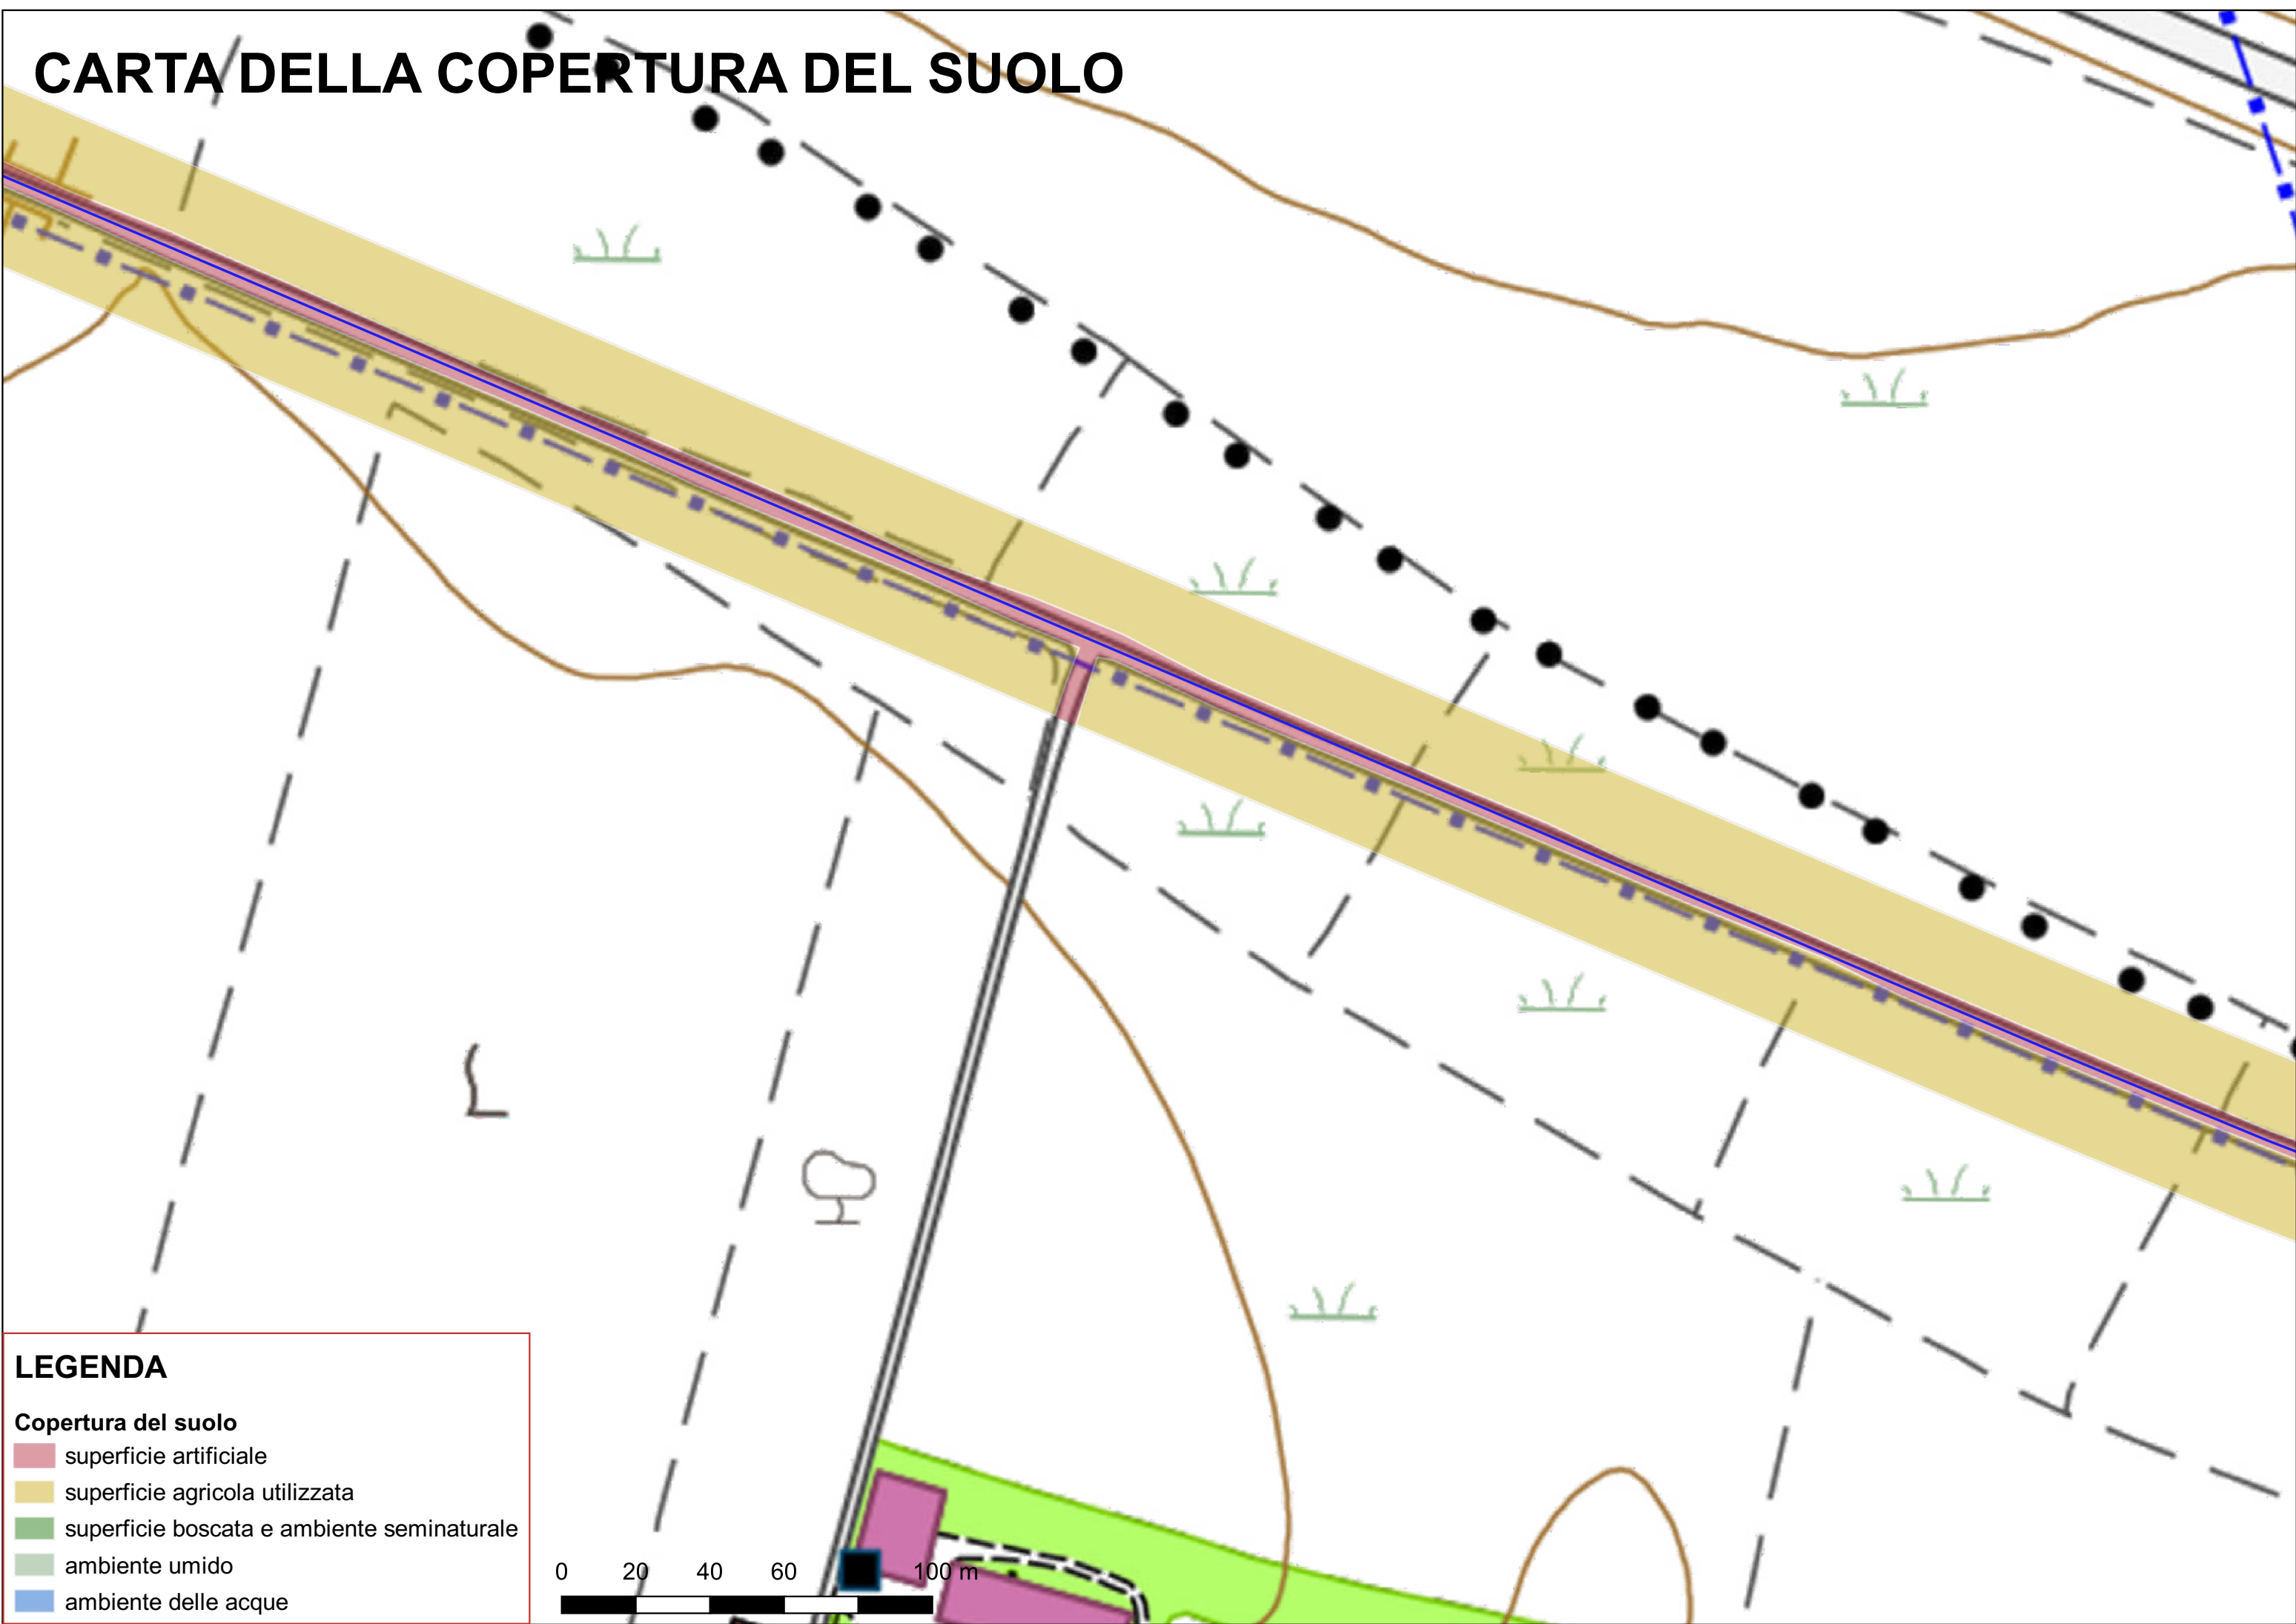 CARTA DELLA COPERTURA DEL SUOLO
LEGENDA
Copertura del suolo
superficie artificiale
superficie agricola utilizzata
superficie boscata e ambiente seminaturale
ambiente umido
ambiente delle acque
0 20 40 60 100 m